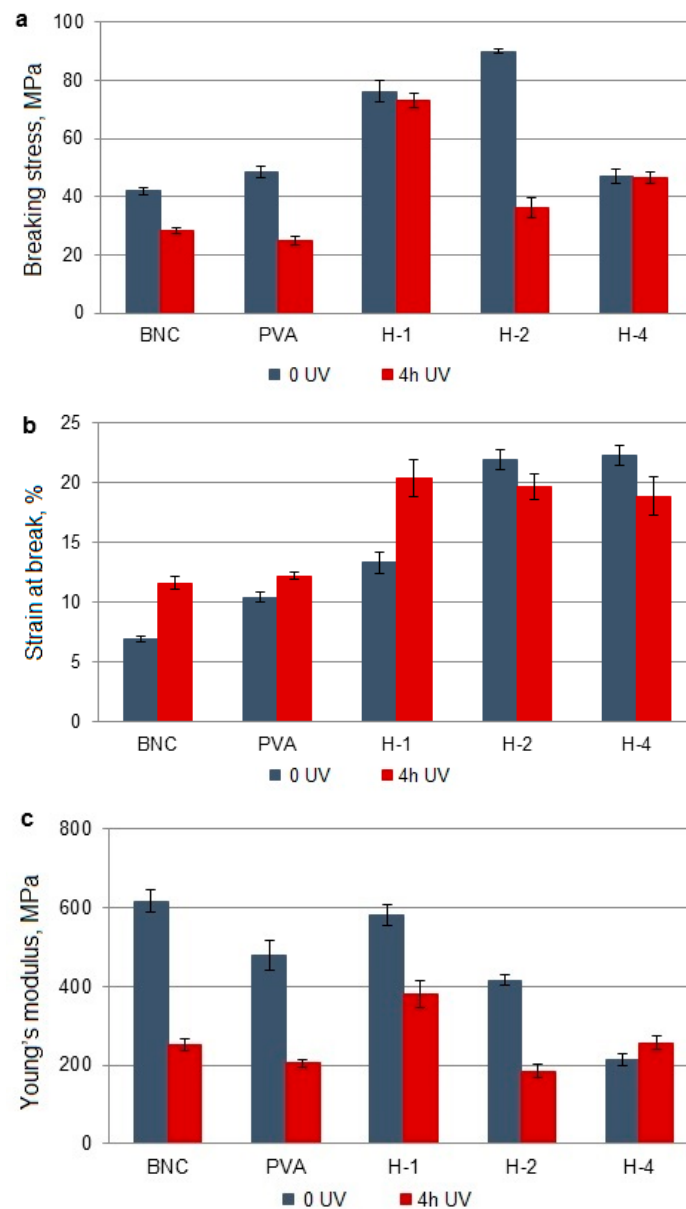 a
Breaking stress, MPa
100
80
60
40
20
0
BNC PVA H-1 H-2 H-4
0 UV 4h UV
b
Strain at break, %
25
20
15
10
5
0
BNC PVA H-1 H-2 H-4
0 UV 4h UV
c
Young's modulus, MPa
800
600
400
200
0
BNC PVA H-1 H-2 H-4
0 UV 4h UV